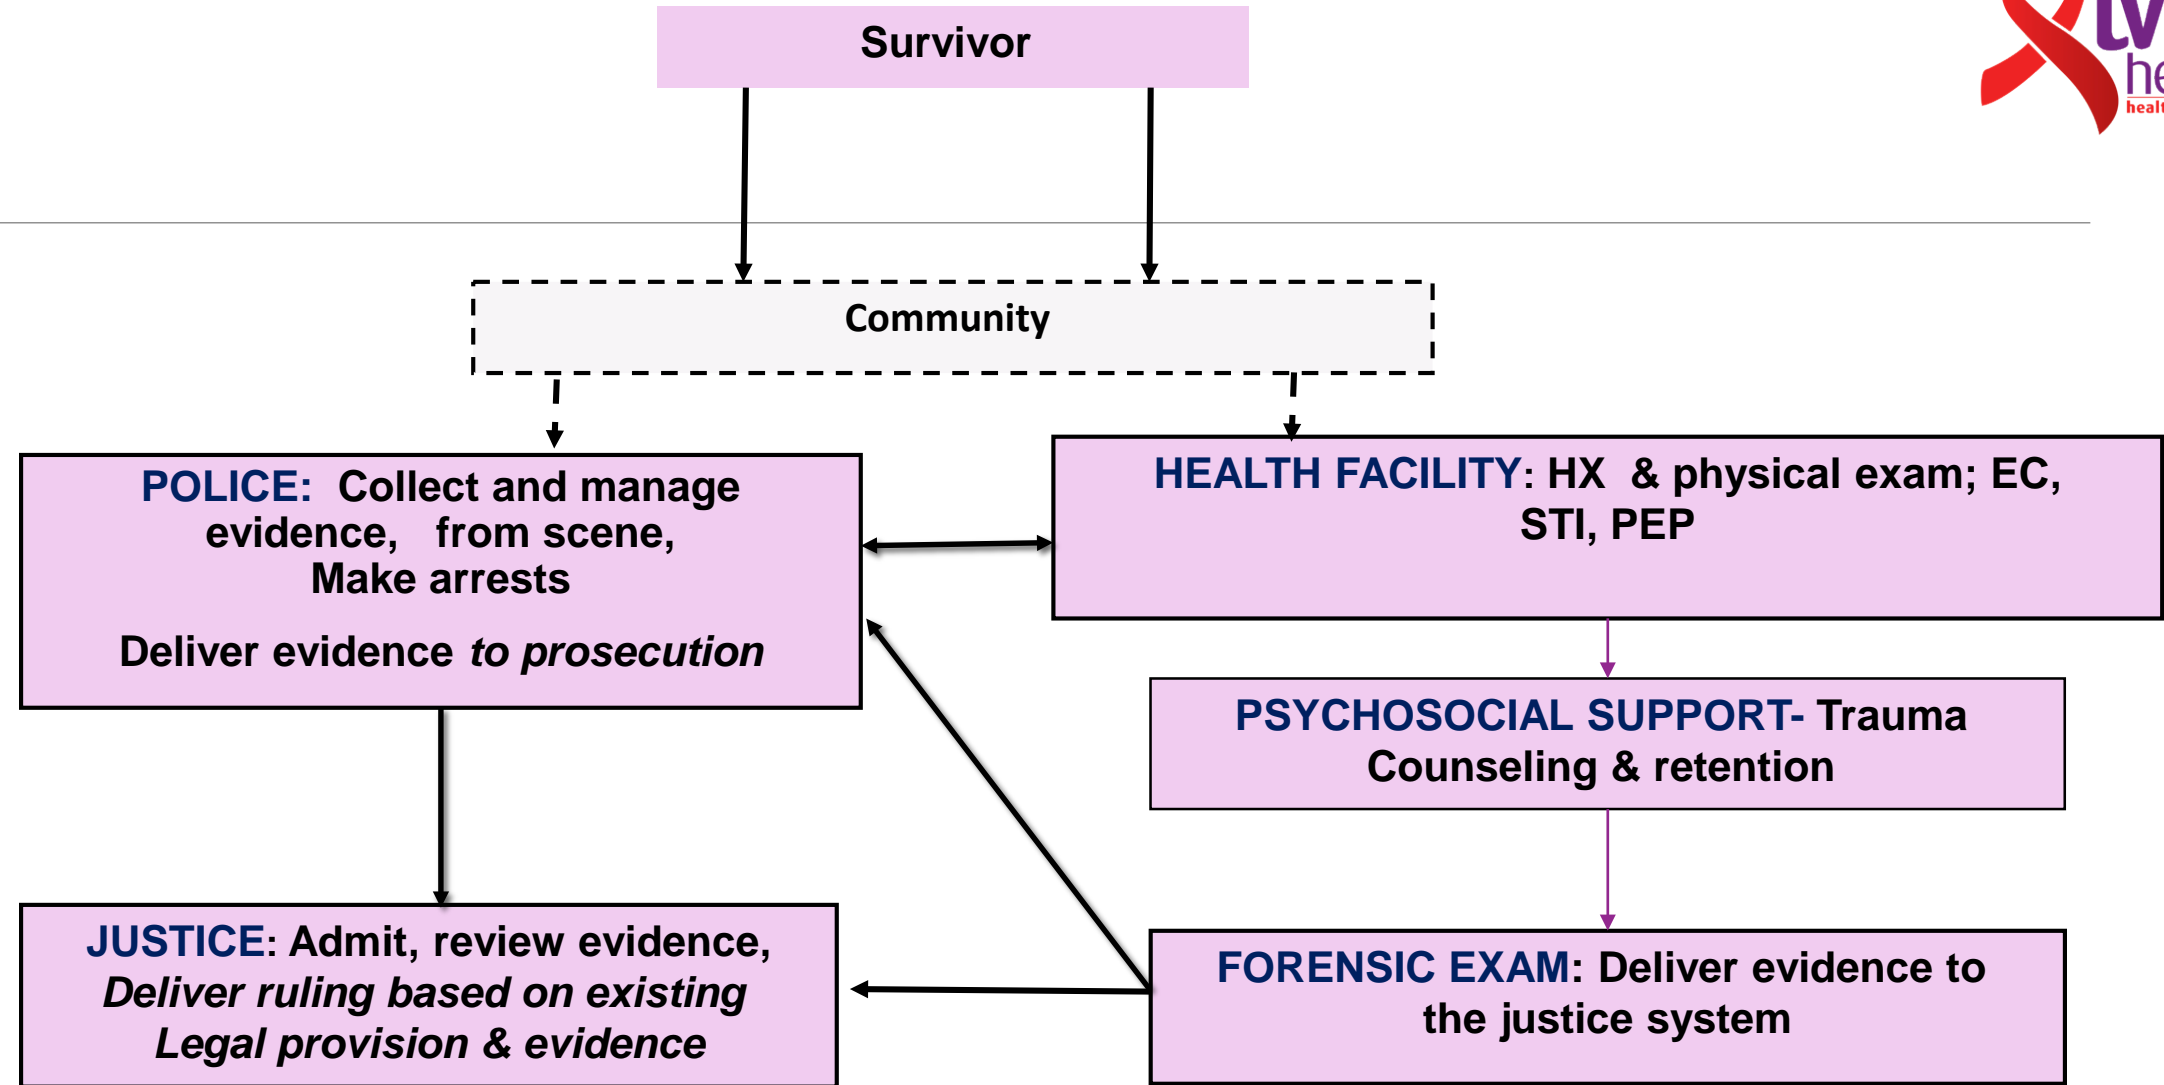 Survivor
Community
POLICE: Collect and manage
evidence, from scene,
Make arrests
Deliver evidence to prosecution
HEALTH FACILITY: HX & physical exam; EC,
STI, PEP
PSYCHOSOCIAL SUPPORT- Trauma
Counseling & retention
JUSTICE: Admit, review evidence,
Deliver ruling based on existing
Legal provision & evidence
FORENSIC EXAM: Deliver evidence to
the justice system